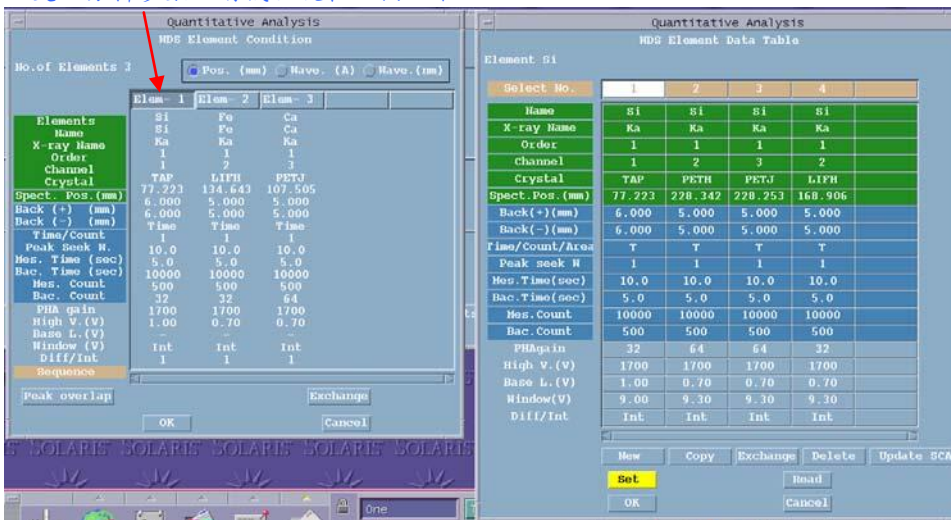 Quantitative Analysis
WDS Element Condition
No.of Elements 3
Pos. (mm) Wave. (A) Wave.(nm)
Elem- 1 Elem- 2 Elem- 3
Elements Si Fe Ca
Name Si Fe Ca
X-ray Name Ka Ka Ka
Order 1 1 1
Channel 1 2 3
Crystal TAP LIFH PETJ
Spect. Pos.(mm) 77.223 134.643 107.505
Back (+) (mm) 6.000 5.000 5.000
Back (-) (mm) 6.000 5.000 5.000
Time/Count Time Time Time
Peak Seek N. 1 1 1
Mes. Time (sec) 10.0 10.0 10.0
Bac. Time (sec) 5.0 5.0 5.0
Mes. Count 10000 10000 10000
Bac. Count 500 500 500
PHA gain 32 32 64
High V.(V) 1700 1700 1700
Base L.(V) 1.00 0.70 0.70
Window (V) - - -
Diff/Int Int Int Int
Sequence 1 1 1
Peak overlap Exchange
OK Cancel
SOLARIS SOLARIS SOLARIS SOLARIS SOLARIS
One
Quantitative Analysis
WDS Element Data Table
Element Si
Select No. 1 2 3 4
Name Si Si Si Si
X-ray Name Ka Ka Ka Ka
Order 1 1 1 1
Channel 1 2 3 2
Crystal TAP PETH PETJ LIFH
Spect.Pos.(mm) 77.223 228.342 228.253 168.906
Back(+)(mm) 6.000 5.000 5.000 5.000
Back(-)(mm) 6.000 5.000 5.000 5.000
Time/Count/Area T T T T
Peak seek N 1 1 1 1
Mes.Time(sec) 10.0 10.0 10.0 10.0
Bac.Time(sec) 5.0 5.0 5.0 5.0
Mes.Count 10000 10000 10000 10000
Bac.Count 500 500 500 500
PHAgain 32 64 64 32
High V.(V) 1700 1700 1700 1700
Base L.(V) 1.00 0.70 0.70 0.70
Window(V) 9.00 9.30 9.30 9.30
Diff/Int Int Int Int Int
New Copy Exchange Delete Update SCA
Set Read
OK Cancel